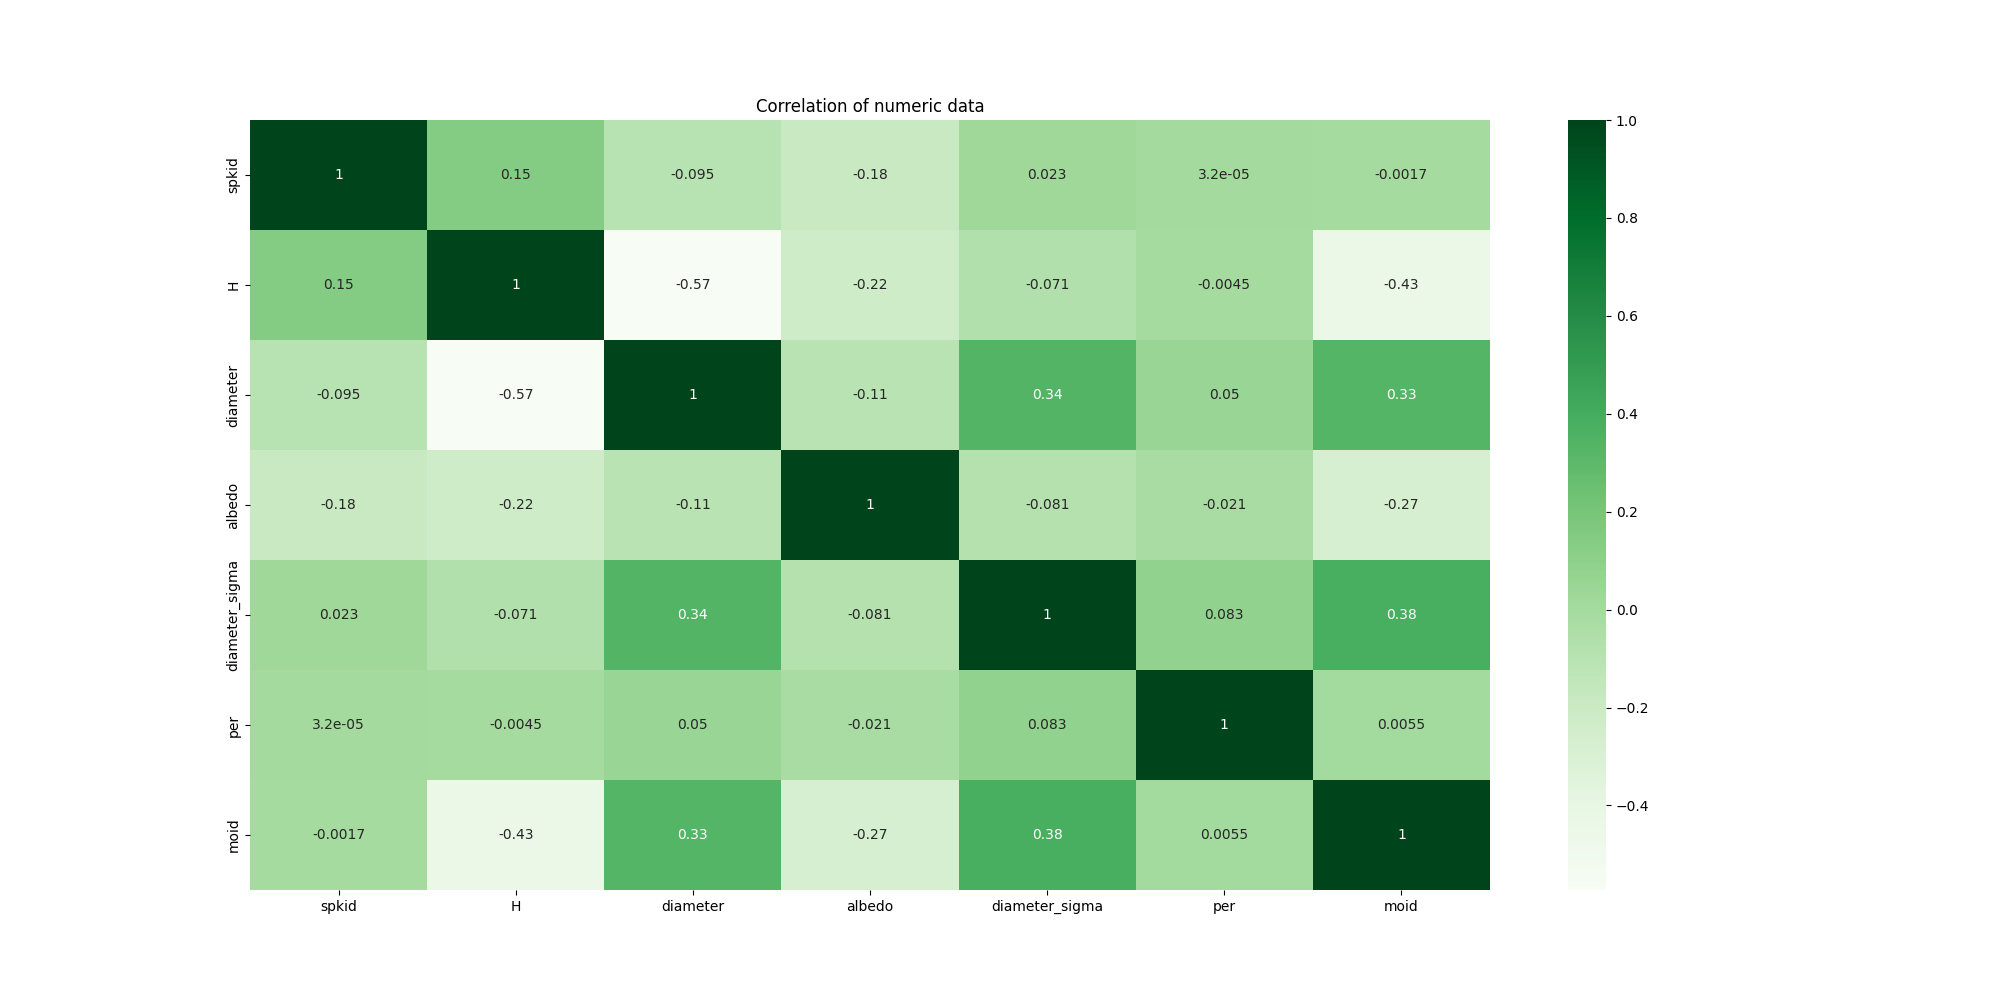 Correlation of numeric data
spkid 1 0.15 -0.095 -0.18 0.023 3.2e-05 -0.0017
H 0.15 1 -0.57 -0.22 -0.071 -0.0045 -0.43
diameter -0.095 -0.57 1 -0.11 0.34 0.05 0.33
albedo -0.18 -0.22 -0.11 1 -0.081 -0.021 -0.27
diameter_sigma 0.023 -0.071 0.34 -0.081 1 0.083 0.38
per 3.2e-05 -0.0045 0.05 -0.021 0.083 1 0.0055
moid -0.0017 -0.43 0.33 -0.27 0.38 0.0055 1
spkid H diameter albedo diameter_sigma per moid
1.0
0.8
0.6
0.4
0.2
0.0
−0.2
−0.4